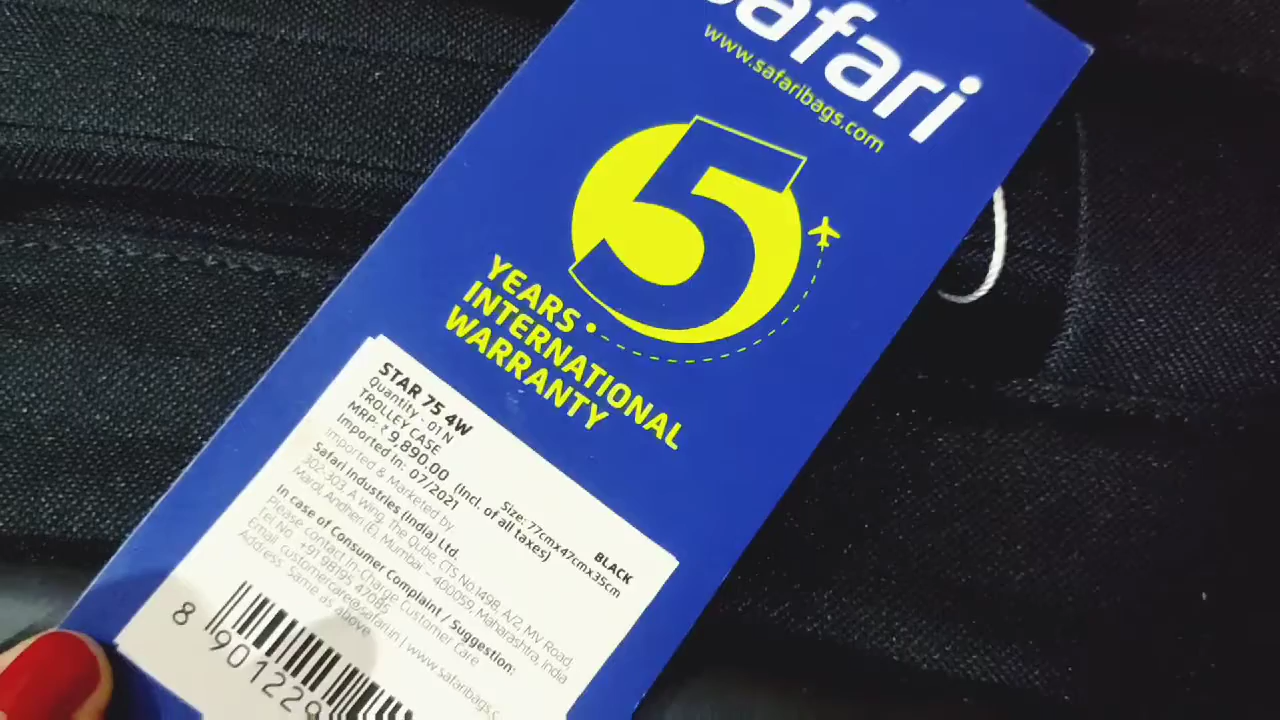 safari
www.safaribags.com
5
YEARS
INTERNATIONAL
WARRANTY
STAR 75 4W
BLACK
Quantity - 01 N
Size: 77cmx47cmx35cm
TROLLEY CASE
MRP: ₹ 9,890.00 (Incl. of all taxes)
Imported In: 07/2021
Imported & Marketed by
Safari Industries (India) Ltd.
302-303, A wing, The Qube, CTS No.1498, A/2, MV Road,
Marol, Andheri (E), Mumbai - 400059, Maharashtra, India
In case of Consumer Complaint / Suggestion:
Please contact In-Charge Customer Care
Tel No. +91 98195 47085
Email customercare@safari.in | www.safaribags.c
Address: Same as above
8 901229